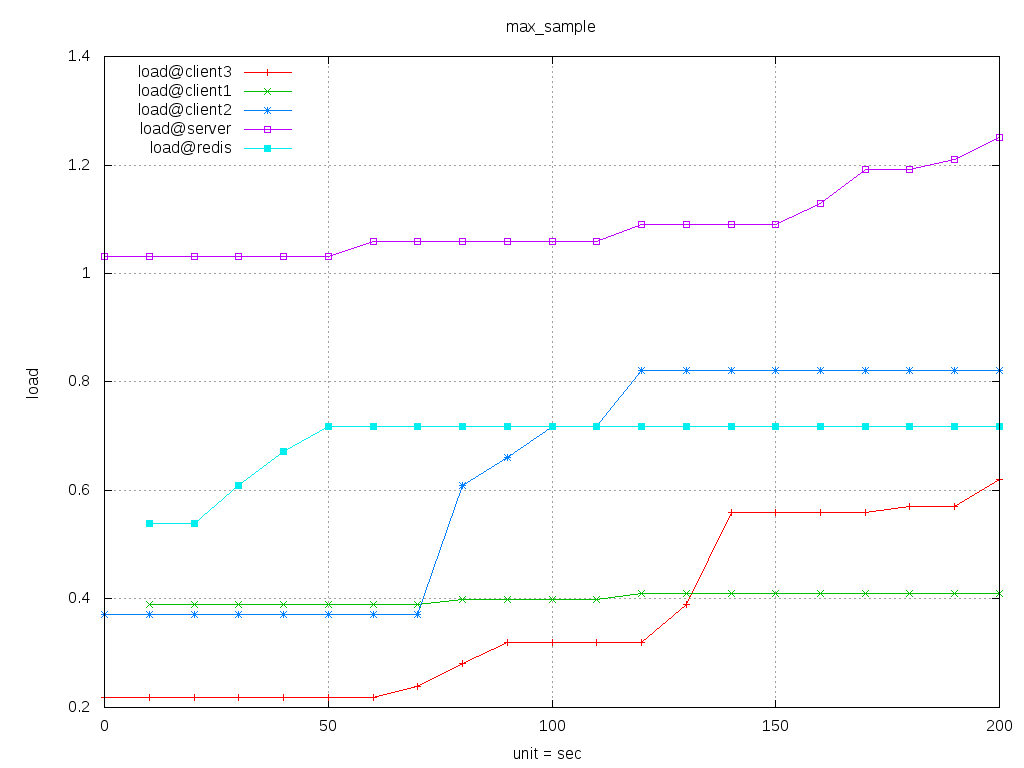 max_sample
load@client3
load@client1
load@client2
load@server
load@redis
1.4
1.2
1
0.8
0.6
0.4
0.2
load
0 50 100 150 200
unit = sec